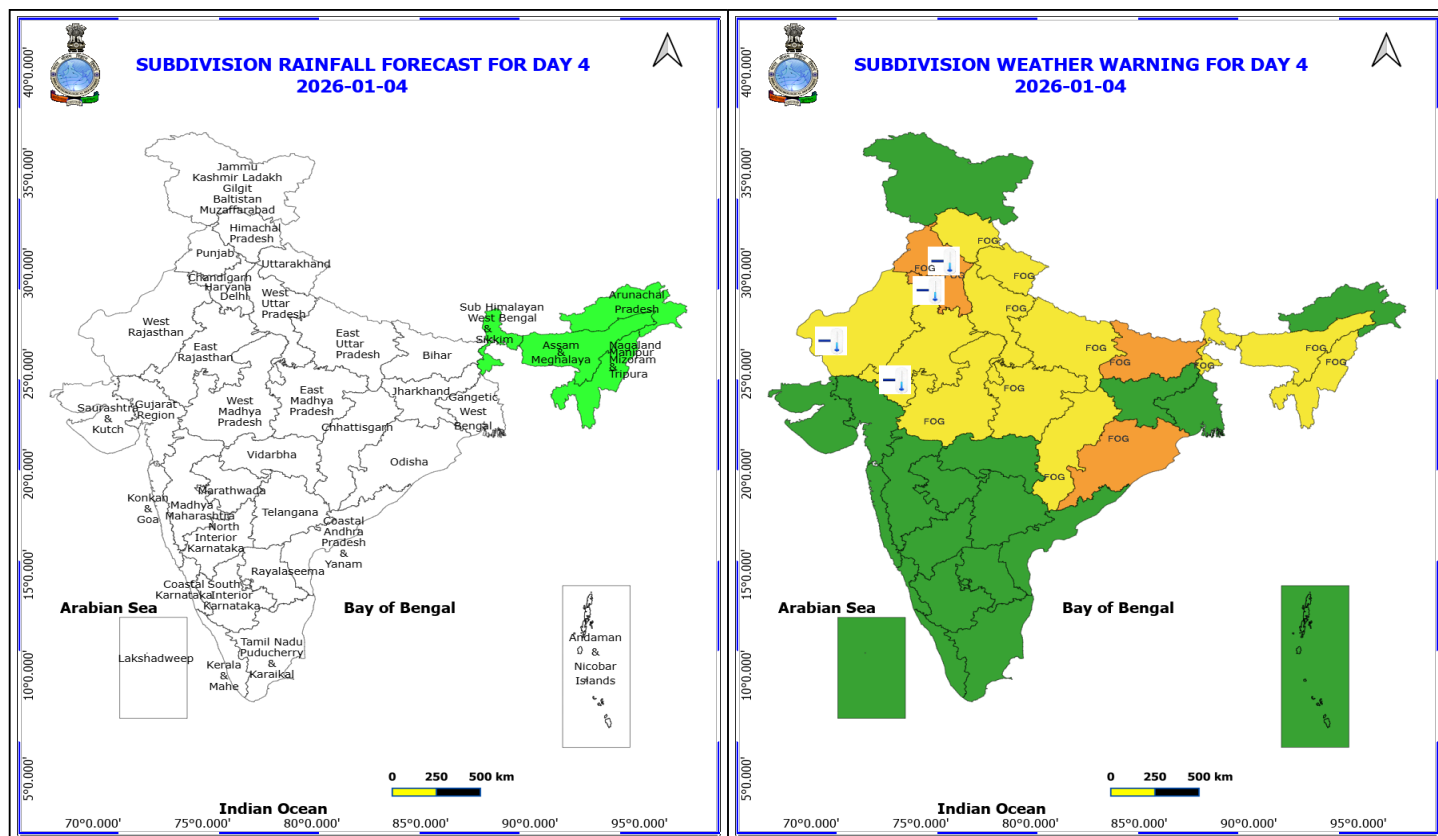 SUBDIVISION RAINFALL FORECAST FOR DAY 4
2026-01-04
40°0.000'
35°0.000'
30°0.000'
25°0.000'
20°0.000'
15°0.000'
10°0.000'
5°0.000'
Jammu
Kashmir Ladakh
Gilgit
Baltistan
Muzaffarabad
Himachal
Pradesh
Punjab
Uttarakhand
Chandigarh
Haryana
Delhi
West
Uttar
Pradesh
West
Rajasthan
East
Rajasthan
East
Uttar
Pradesh
Bihar
Sub Himalayan
West Bengal
&
Sikkim
Arunachal
Pradesh
Assam
&
Meghalaya
Nagaland
Manipur
Mizoram
&
Tripura
Saurashtra
&
Kutch
Gujarat
Region
West
Madhya
Pradesh
East
Madhya
Pradesh
Jharkhand
Gangetic
West
Bengal
Chhattisgarh
Vidarbha
Odisha
Konkan
&
Goa
Madhya
Maharashtra
Marathwada
Telangana
North
Interior
Karnataka
Coastal
Andhra
Pradesh
&
Yanam
Rayalaseema
Coastal
Karnataka
South
Interior
Karnataka
Arabian Sea
Bay of Bengal
Lakshadweep
Kerala
&
Mahe
Tamil Nadu
Puducherry
&
Karaikal
Andaman
&
Nicobar
Islands
0 250 500 km
Indian Ocean
70°0.000' 75°0.000' 80°0.000' 85°0.000' 90°0.000' 95°0.000'
SUBDIVISION WEATHER WARNING FOR DAY 4
2026-01-04
40°0.000'
35°0.000'
30°0.000'
25°0.000'
20°0.000'
15°0.000'
10°0.000'
5°0.000'
FOG
FOG
FOG
FOG
FOG
FOG
FOG
FOG
FOG
FOG
FOG
FOG
FOG
FOG
Arabian Sea
Bay of Bengal
0 250 500 km
Indian Ocean
70°0.000' 75°0.000' 80°0.000' 85°0.000' 90°0.000' 95°0.000'